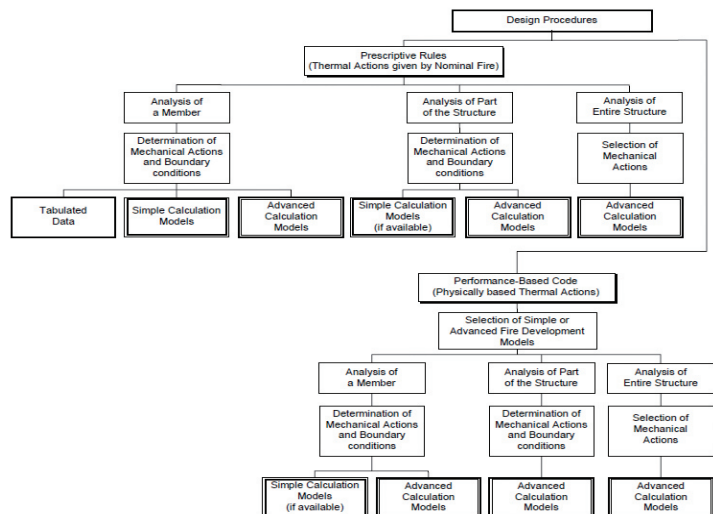 Design Procedures
Prescriptive Rules
(Thermal Actions given by Nominal Fire)
Analysis of
a Member
Analysis of Part
of the Structure
Analysis of
Entire Structure
Determination of
Mechanical Actions
and Boundary
conditions
Determination of
Mechanical Actions
and Boundary
conditions
Selection of
Mechanical
Actions
Tabulated
Data
Simple Calculation
Models
Advanced
Calculation
Models
Simple Calculation
Models
(if available)
Advanced
Calculation
Models
Advanced
Calculation
Models
Performance-Based Code
(Physically based Thermal Actions)
Selection of Simple or
Advanced Fire Development
Models
Analysis of
a Member
Analysis of Part
of the Structure
Analysis of
Entire Structure
Determination of
Mechanical Actions
and Boundary
conditions
Determination of
Mechanical Actions
and Boundary
conditions
Selection of
Mechanical
Actions
Simple Calculation
Models
(if available)
Advanced
Calculation
Models
Advanced
Calculation
Models
Advanced
Calculation
Models